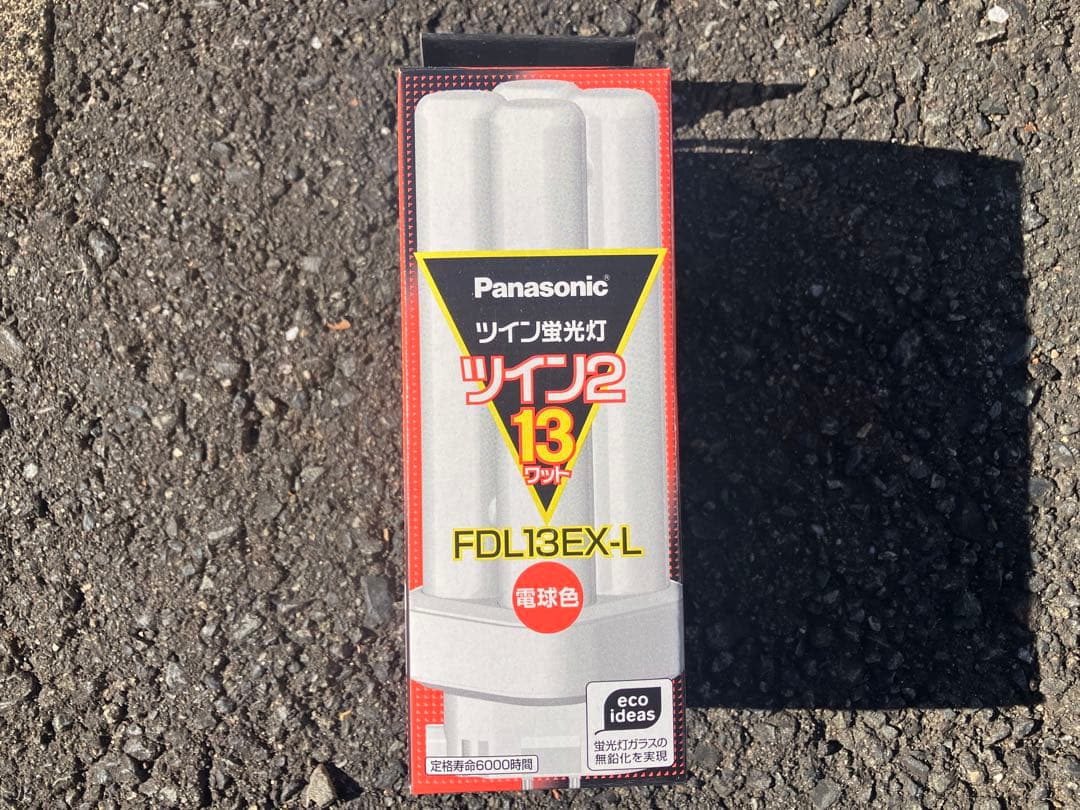 Panasonic®
ツイン蛍光灯
ツイン2
13
ワット
FDL13EX-L
電球色
eco
ideas
蛍光灯ガラスの
無鉛化を実現
定格寿命6000時間